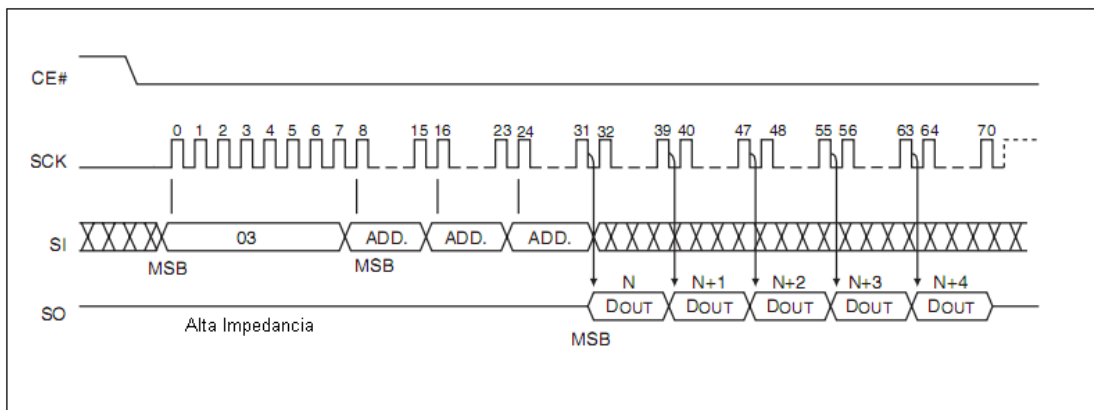 CE#
0 1 2 3 4 5 6 7 8 15 16 23 24 31 32 39 40 47 48 55 56 63 64 70
SCK
SI 03 ADD. ADD. ADD.
MSB MSB
N N+1 N+2 N+3 N+4
SO DOUT DOUT DOUT DOUT DOUT
Alta Impedancia
MSB